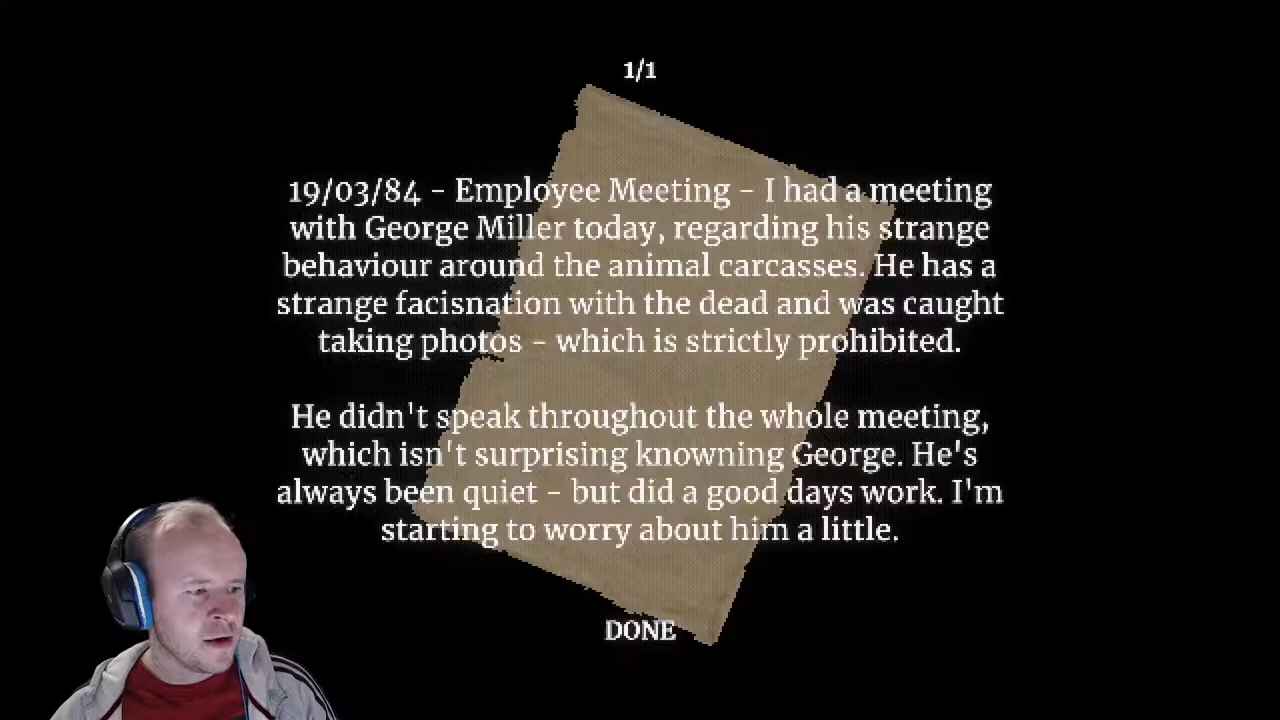 1/1
19/03/84 - Employee Meeting - I had a meeting
with George Miller today, regarding his strange
behaviour around the animal carcasses. He has a
strange facisnation with the dead and was caught
taking photos - which is strictly prohibited.
He didn't speak throughout the whole meeting,
which isn't surprising knowning George. He's
always been quiet - but did a good days work. I'm
starting to worry about him a little.
DONE